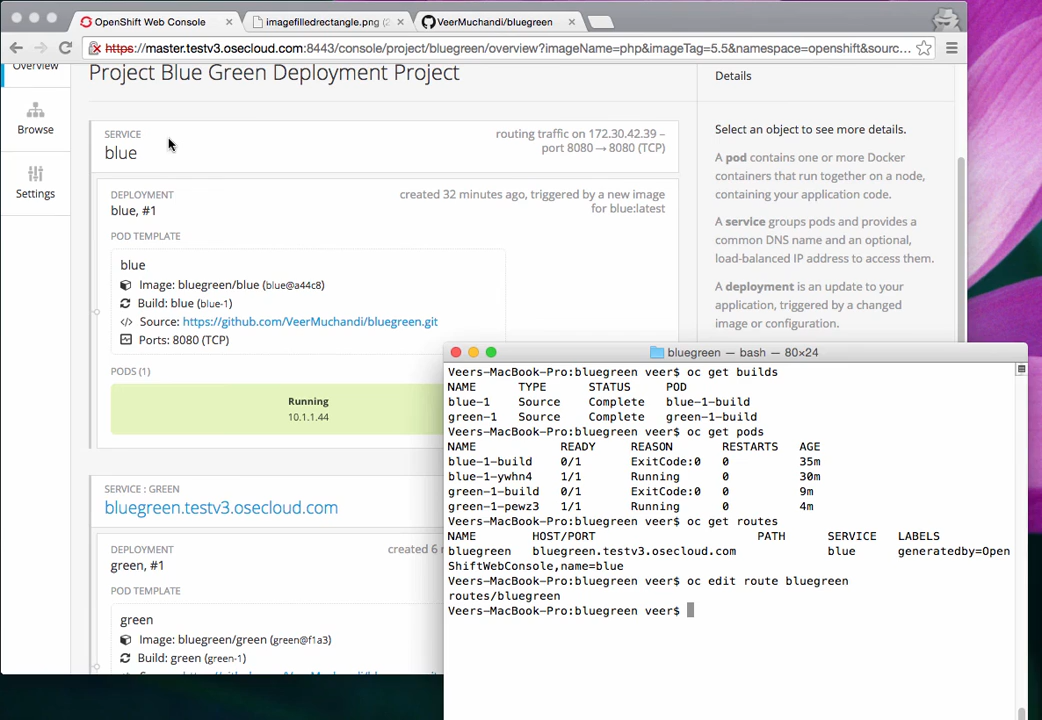 OpenShift Web Console
imagefilledrectangle.png (2
VeerMuchandi/bluegreen
https://master.testv3.osecloud.com:8443/console/project/bluegreen/overview?imageName=php&imageTag=5.5&namespace=openshift&sourc...
Overview
Browse
Settings
Project Blue Green Deployment Project
SERVICE
blue
routing traffic on 172.30.42.39 –
port 8080 → 8080 (TCP)
DEPLOYMENT
blue, #1
created 32 minutes ago, triggered by a new image
for blue:latest
POD TEMPLATE
blue
Image: bluegreen/blue (blue@a44c8)
Build: blue (blue-1)
</> Source: https://github.com/VeerMuchandi/bluegreen.git
Ports: 8080 (TCP)
PODS (1)
Running
10.1.1.44
SERVICE : GREEN
bluegreen.testv3.osecloud.com
DEPLOYMENT
green, #1
created 6
POD TEMPLATE
green
Image: bluegreen/green (green@f1a3)
Build: green (green-1)
Details
Select an object to see more details.
A pod contains one or more Docker
containers that run together on a node,
containing your application code.
A service groups pods and provides a
common DNS name and an optional,
load-balanced IP address to access them.
A deployment is an update to your
application, triggered by a changed
image or configuration.
bluegreen — bash — 80×24
Veers-MacBook-Pro:bluegreen veer$ oc get builds
NAME TYPE STATUS POD
blue-1 Source Complete blue-1-build
green-1 Source Complete green-1-build
Veers-MacBook-Pro:bluegreen veer$ oc get pods
NAME READY REASON RESTARTS AGE
blue-1-build 0/1 ExitCode:0 0 35m
blue-1-ywhn4 1/1 Running 0 30m
green-1-build 0/1 ExitCode:0 0 9m
green-1-pewz3 1/1 Running 0 4m
Veers-MacBook-Pro:bluegreen veer$ oc get routes
NAME HOST/PORT PATH SERVICE LABELS
bluegreen bluegreen.testv3.osecloud.com blue generatedby=Open
ShiftWebConsole,name=blue
Veers-MacBook-Pro:bluegreen veer$ oc edit route bluegreen
routes/bluegreen
Veers-MacBook-Pro:bluegreen veer$